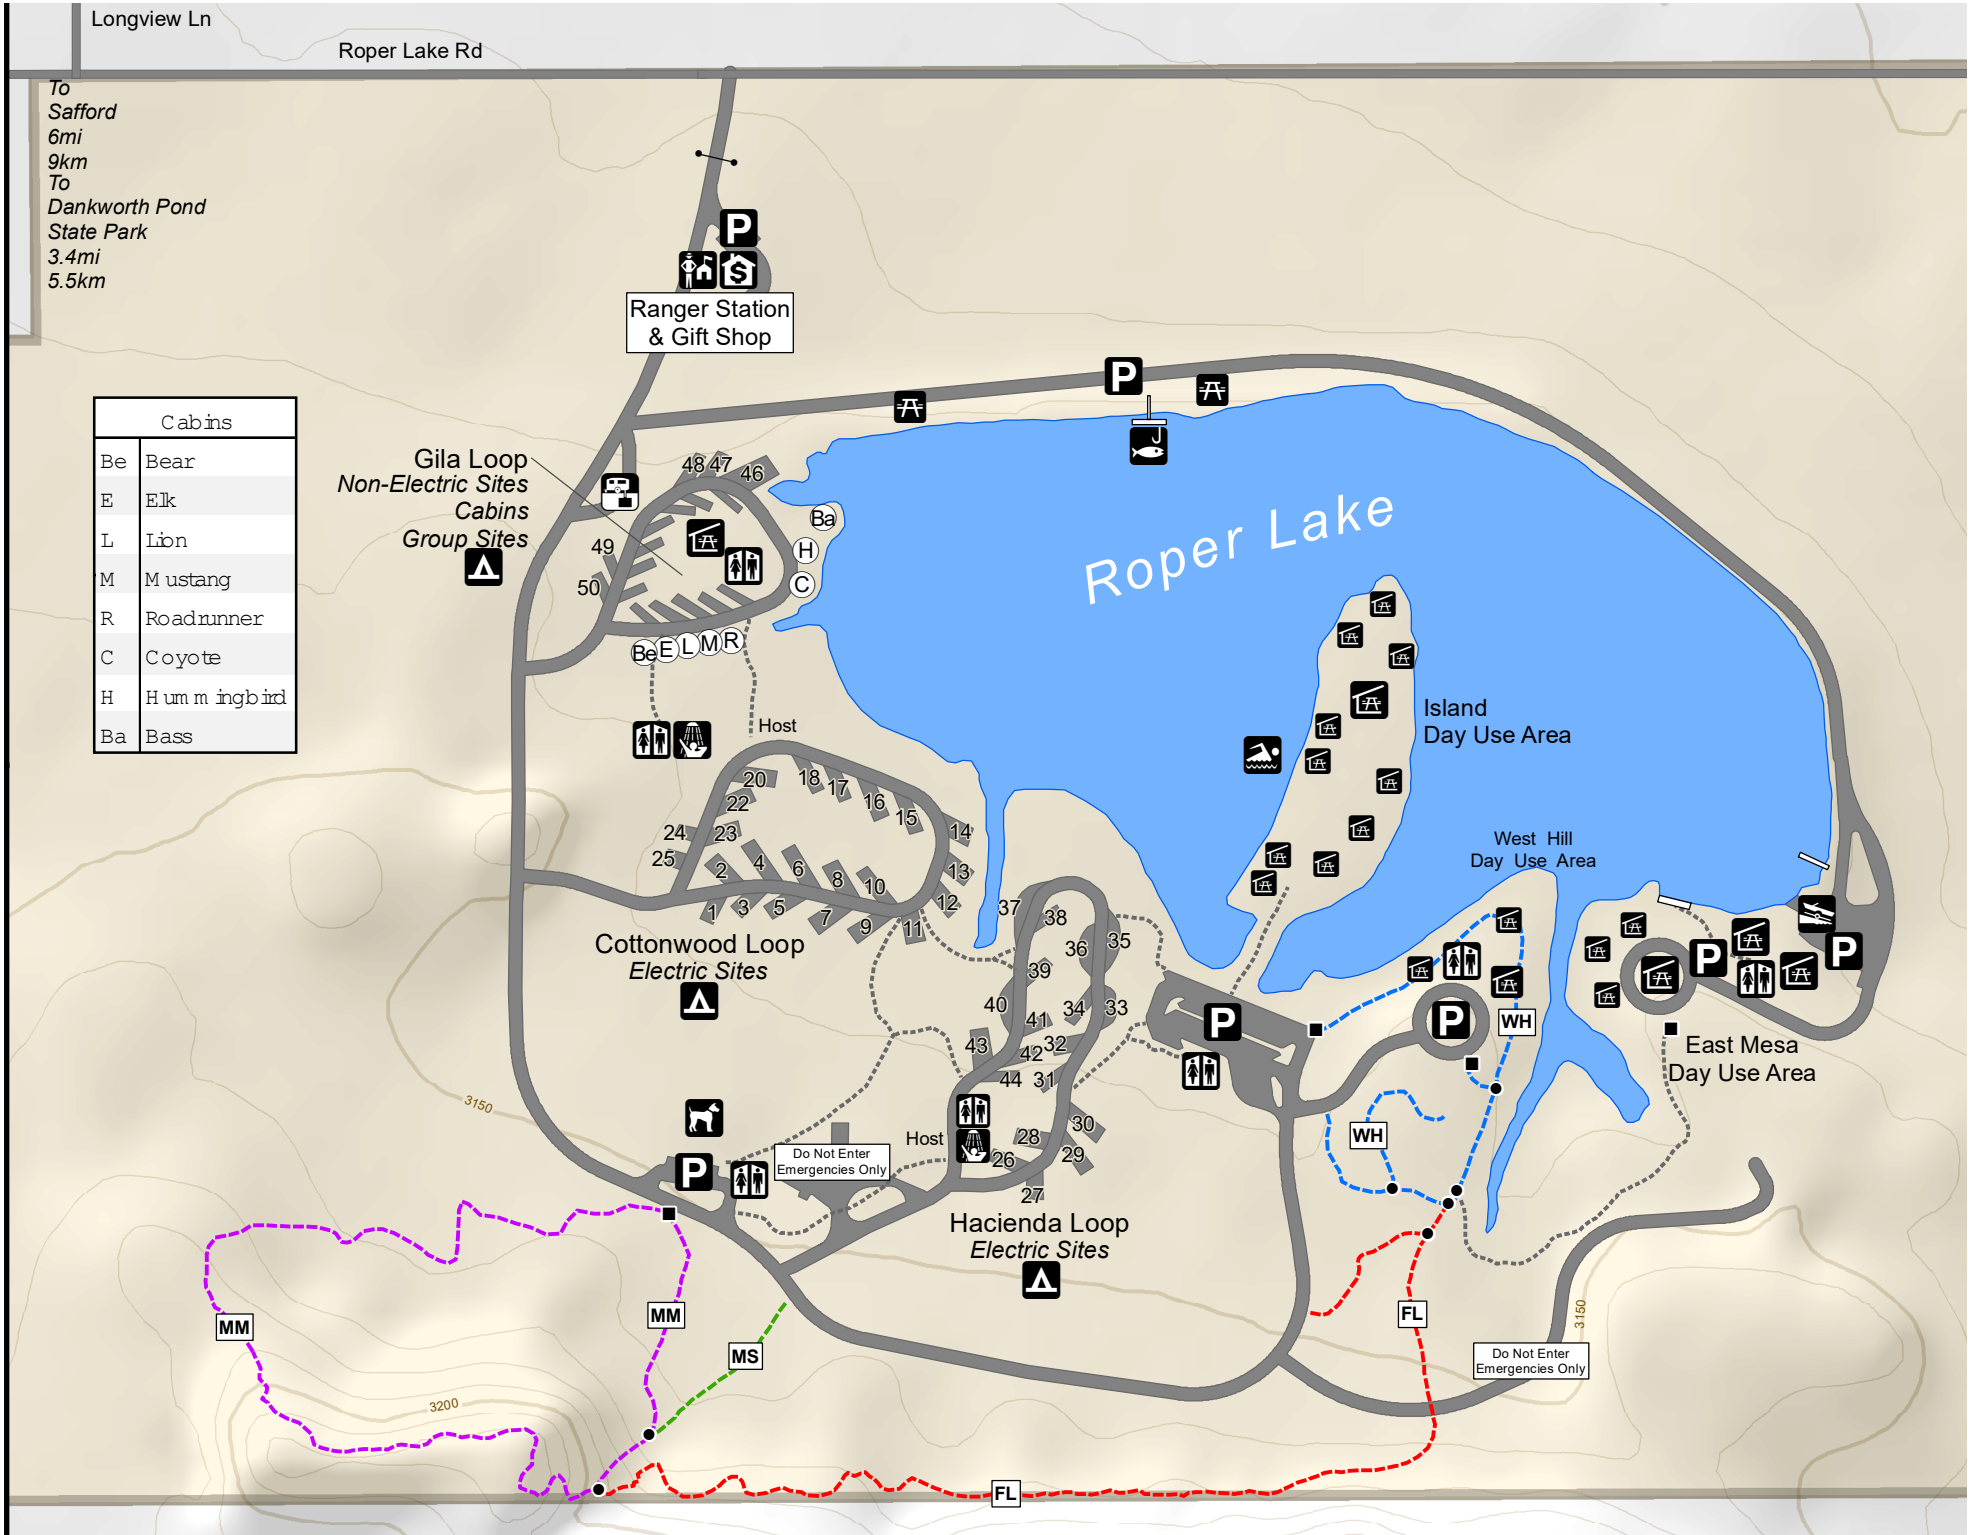 Longview Ln
Roper Lake Rd
To
Safford
6mi
9km
To
Dankworth Pond
State Park
3.4mi
5.5km
P
Ranger Station
& Gift Shop
P
Cabins
Be Bear
E Elk
L Lion
M Mustang
R Roadrunner
C Coyote
H Hummingbird
Ba Bass
Gila Loop
Non-Electric Sites
Cabins
Group Sites
48 47 46
49
50
Ba
H
C
Be E L M R
Roper Lake
Host
Island
Day Use Area
20 18 17 16 15 14
22
24 23
25
2 4 6 8 10 13
1 3 5 7 9 11 12
Cottonwood Loop
Electric Sites
West Hill
Day Use Area
37 38
36 35
39
40
41 34 33
43 42 32
44 31
P
P
WH
P
P
East Mesa
Day Use Area
3150
P
Do Not Enter
Emergencies Only
Host
28 30
26 29
27
WH
Hacienda Loop
Electric Sites
MM
MM
MS
FL
3150
Do Not Enter
Emergencies Only
3200
FL